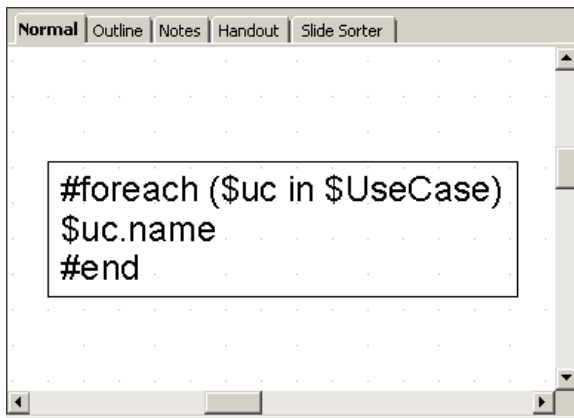 Normal Outline Notes Handout Slide Sorter
#foreach ($uc in $UseCase)
$uc.name
#end